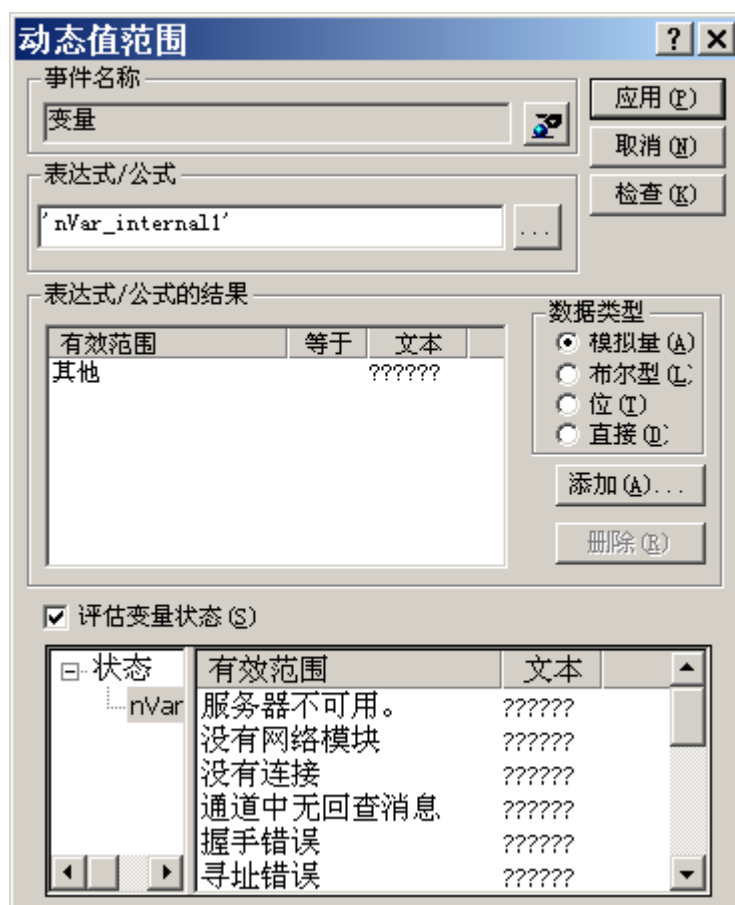 动态值范围
事件名称
变量
应用(P)
取消(N)
检查(K)
表达式/公式
'nVar_internal1'
...
表达式/公式的结果
有效范围 等于 文本
其他 ??????
数据类型
模拟量(A)
布尔型(L)
位(T)
直接(D)
添加(A)...
删除(R)
评估变量状态(S)
状态
nVar
有效范围 文本
服务器不可用。 ??????
没有网络模块 ??????
没有连接 ??????
通道中无回查消息 ??????
握手错误 ??????
寻址错误 ??????